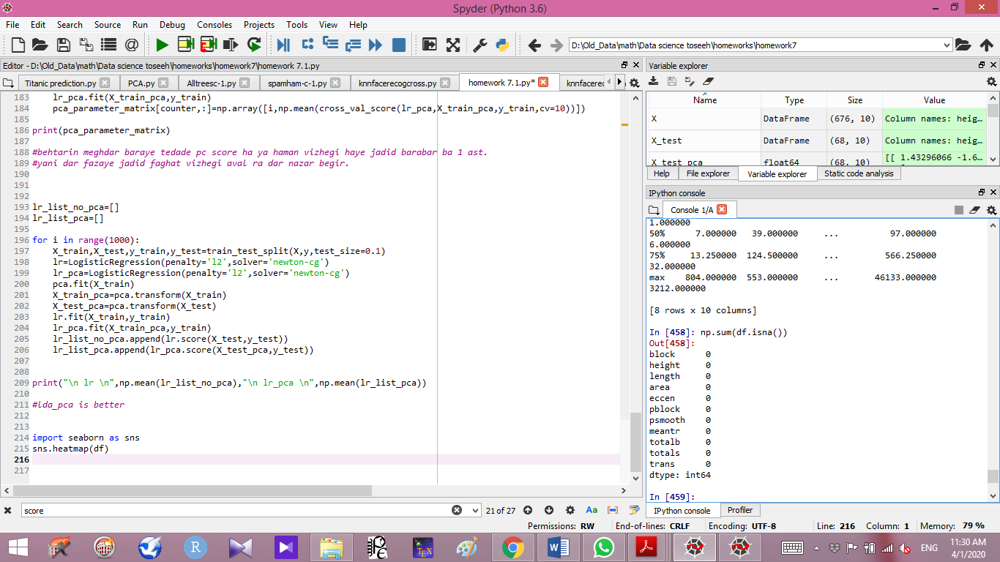 Spyder (Python 3.6)
File Edit Search Source Run Debug Consoles Projects Tools View Help
D:\Old_Data\math\Data science toseeh\homeworks\homework7
Editor - D:\Old_Data\math\Data science toseeh\homeworks\homework7\homework 7.1.py
Titanic prediction.py PCA.py Alltreesc-1.py spamham-c-1.py knnfacerecogcross.py homework 7.1.py* knnfacerec
183 lr_pca.fit(X_train_pca,y_train)
184 pca_parameter_matrix[counter,:]=np.array([i,np.mean(cross_val_score(lr_pca,X_train_pca,y_train,cv=10))])
185
186 print(pca_parameter_matrix)
187
188 #behtarin meghdar baraye tedade pc score ha ya haman vizhegi haye jadid barabar ba 1 ast.
189 #yani dar fazaye jadid faghat vizhegi aval ra dar nazar begir.
190
191
192
193 lr_list_no_pca=[]
194 lr_list_pca=[]
195
196 for i in range(1000):
197 X_train,X_test,y_train,y_test=train_test_split(X,y,test_size=0.1)
198 lr=LogisticRegression(penalty='l2',solver='newton-cg')
199 lr_pca=LogisticRegression(penalty='l2',solver='newton-cg')
200 pca.fit(X_train)
201 X_train_pca=pca.transform(X_train)
202 X_test_pca=pca.transform(X_test)
203 lr.fit(X_train,y_train)
204 lr_pca.fit(X_train_pca,y_train)
205 lr_list_no_pca.append(lr.score(X_test,y_test))
206 lr_list_pca.append(lr_pca.score(X_test_pca,y_test))
207
208
209 print("\n lr \n",np.mean(lr_list_no_pca),"\n lr_pca \n",np.mean(lr_list_pca))
210
211 #lda_pca is better
212
213
214 import seaborn as sns
215 sns.heatmap(df)
216
217
score
21 of 27
Aa
Variable explorer
Name Type Size Value
X DataFrame (676, 10) Column names: heig…
X_test DataFrame (68, 10) Column names: heig…
X_test_pca float64 (68, 10) [[ 1.43296066 -1.6…
Help File explorer Variable explorer Static code analysis
IPython console
Console 1/A
1.000000
50% 7.000000 39.000000 ... 97.000000
6.000000
75% 13.250000 124.500000 ... 566.250000
32.000000
max 804.000000 553.000000 ... 46133.000000
3212.000000
[8 rows x 10 columns]
In [458]: np.sum(df.isna())
Out[458]:
block 0
height 0
length 0
area 0
eccen 0
pblock 0
psmooth 0
meantr 0
totalb 0
totals 0
trans 0
dtype: int64
In [459]:
IPython console Profiler
Permissions: RW End-of-lines: CRLF Encoding: UTF-8 Line: 216 Column: 1 Memory: 79 %
ENG
11:30 AM
4/1/2020